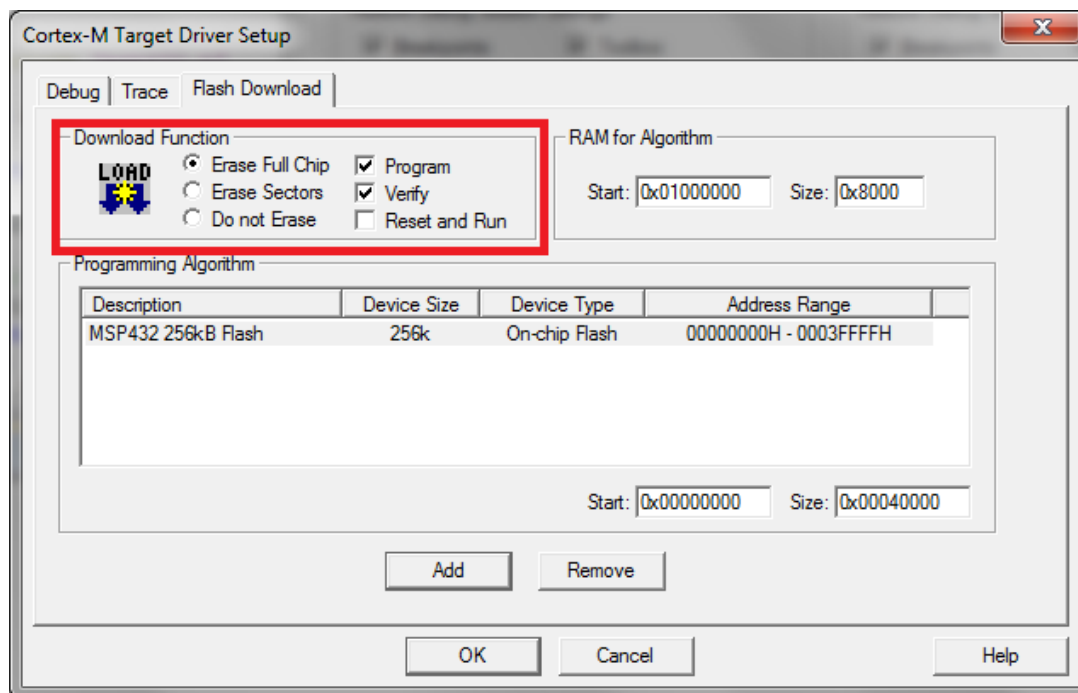 Cortex-M Target Driver Setup
Debug Trace Flash Download
Download Function
LOAD
Erase Full Chip
Erase Sectors
Do not Erase
Program
Verify
Reset and Run
RAM for Algorithm
Start: 0x01000000 Size: 0x8000
Programming Algorithm
Description Device Size Device Type Address Range
MSP432 256kB Flash 256k On-chip Flash 00000000H - 0003FFFFH
Start: 0x00000000 Size: 0x00040000
Add Remove
OK Cancel Help